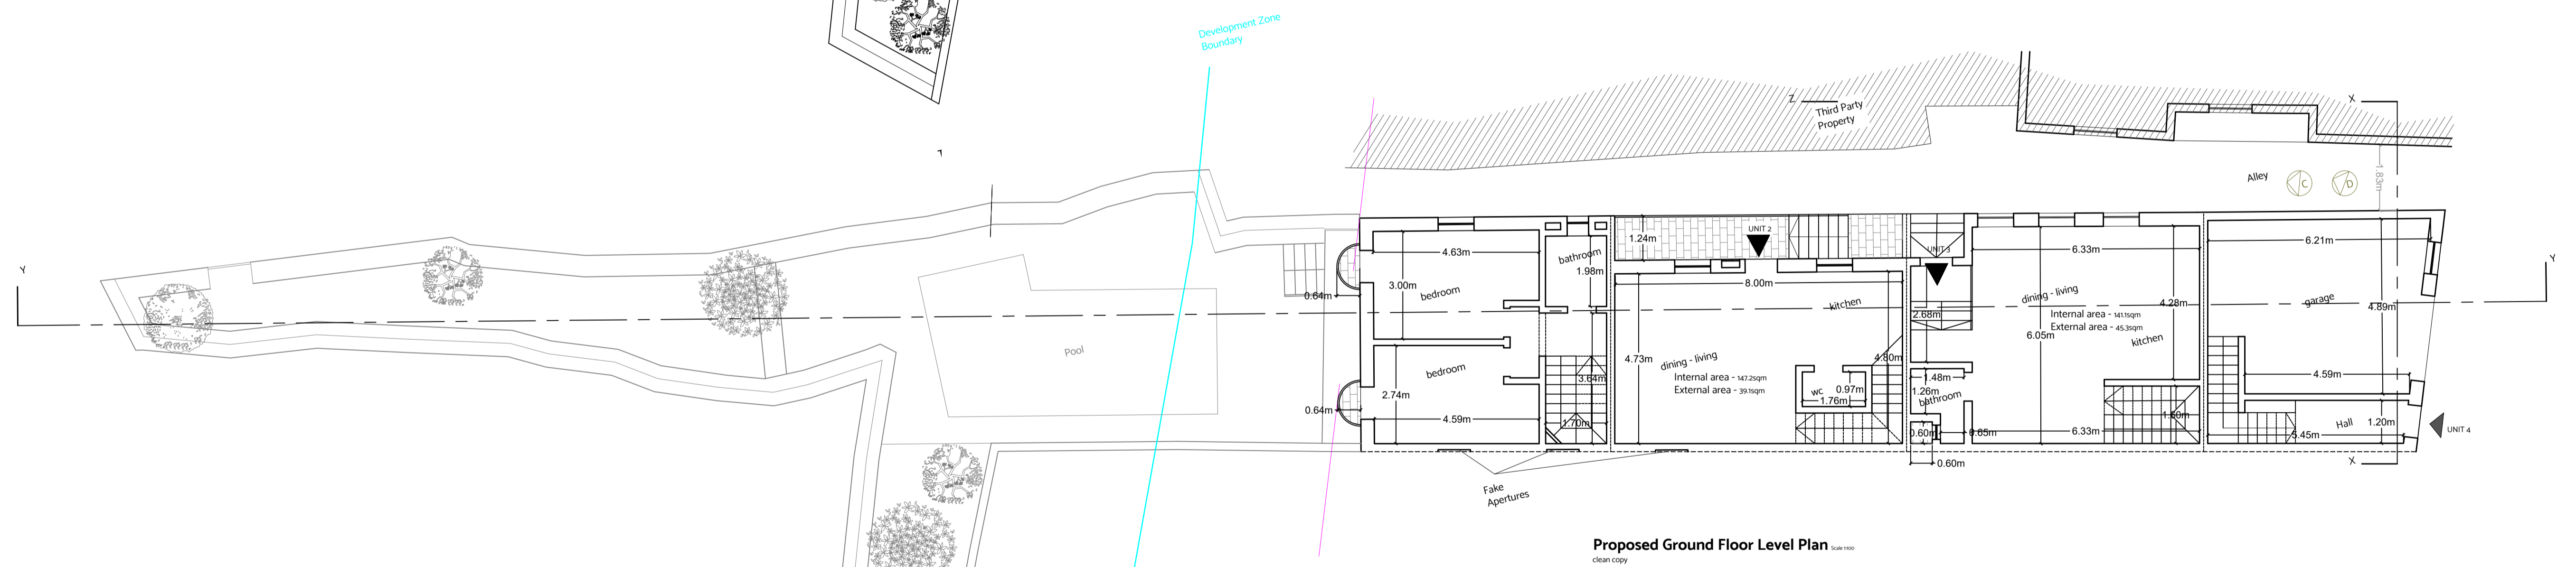 Development Zone
Boundary
Z
Third Party
Property
X
Alley
C
D
1.83m
Y
Y
UNIT 2
UNIT 3
1.24m
bathroom
1.98m
4.63m
3.00m
bedroom
0.64m
8.00m
kitchen
6.33m
dining - living
4.28m
6.21m
garage
4.89m
2.68m
Internal area - 141.1sqm
External area - 45.3sqm
6.05m
kitchen
Pool
4.73m
dining - living
4.80m
bedroom
Internal area - 147.2sqm
External area - 39.1sqm
3.64m
1.48m
4.59m
2.74m
wc
0.97m
1.76m
1.26m
bathroom
0.64m
4.59m
1.70m
0.60m
0.65m
6.33m
1.50m
5.45m
Hall
1.20m
UNIT 4
0.60m
X
Fake
Apertures
Proposed Ground Floor Level Plan Scale 1:100
clean copy